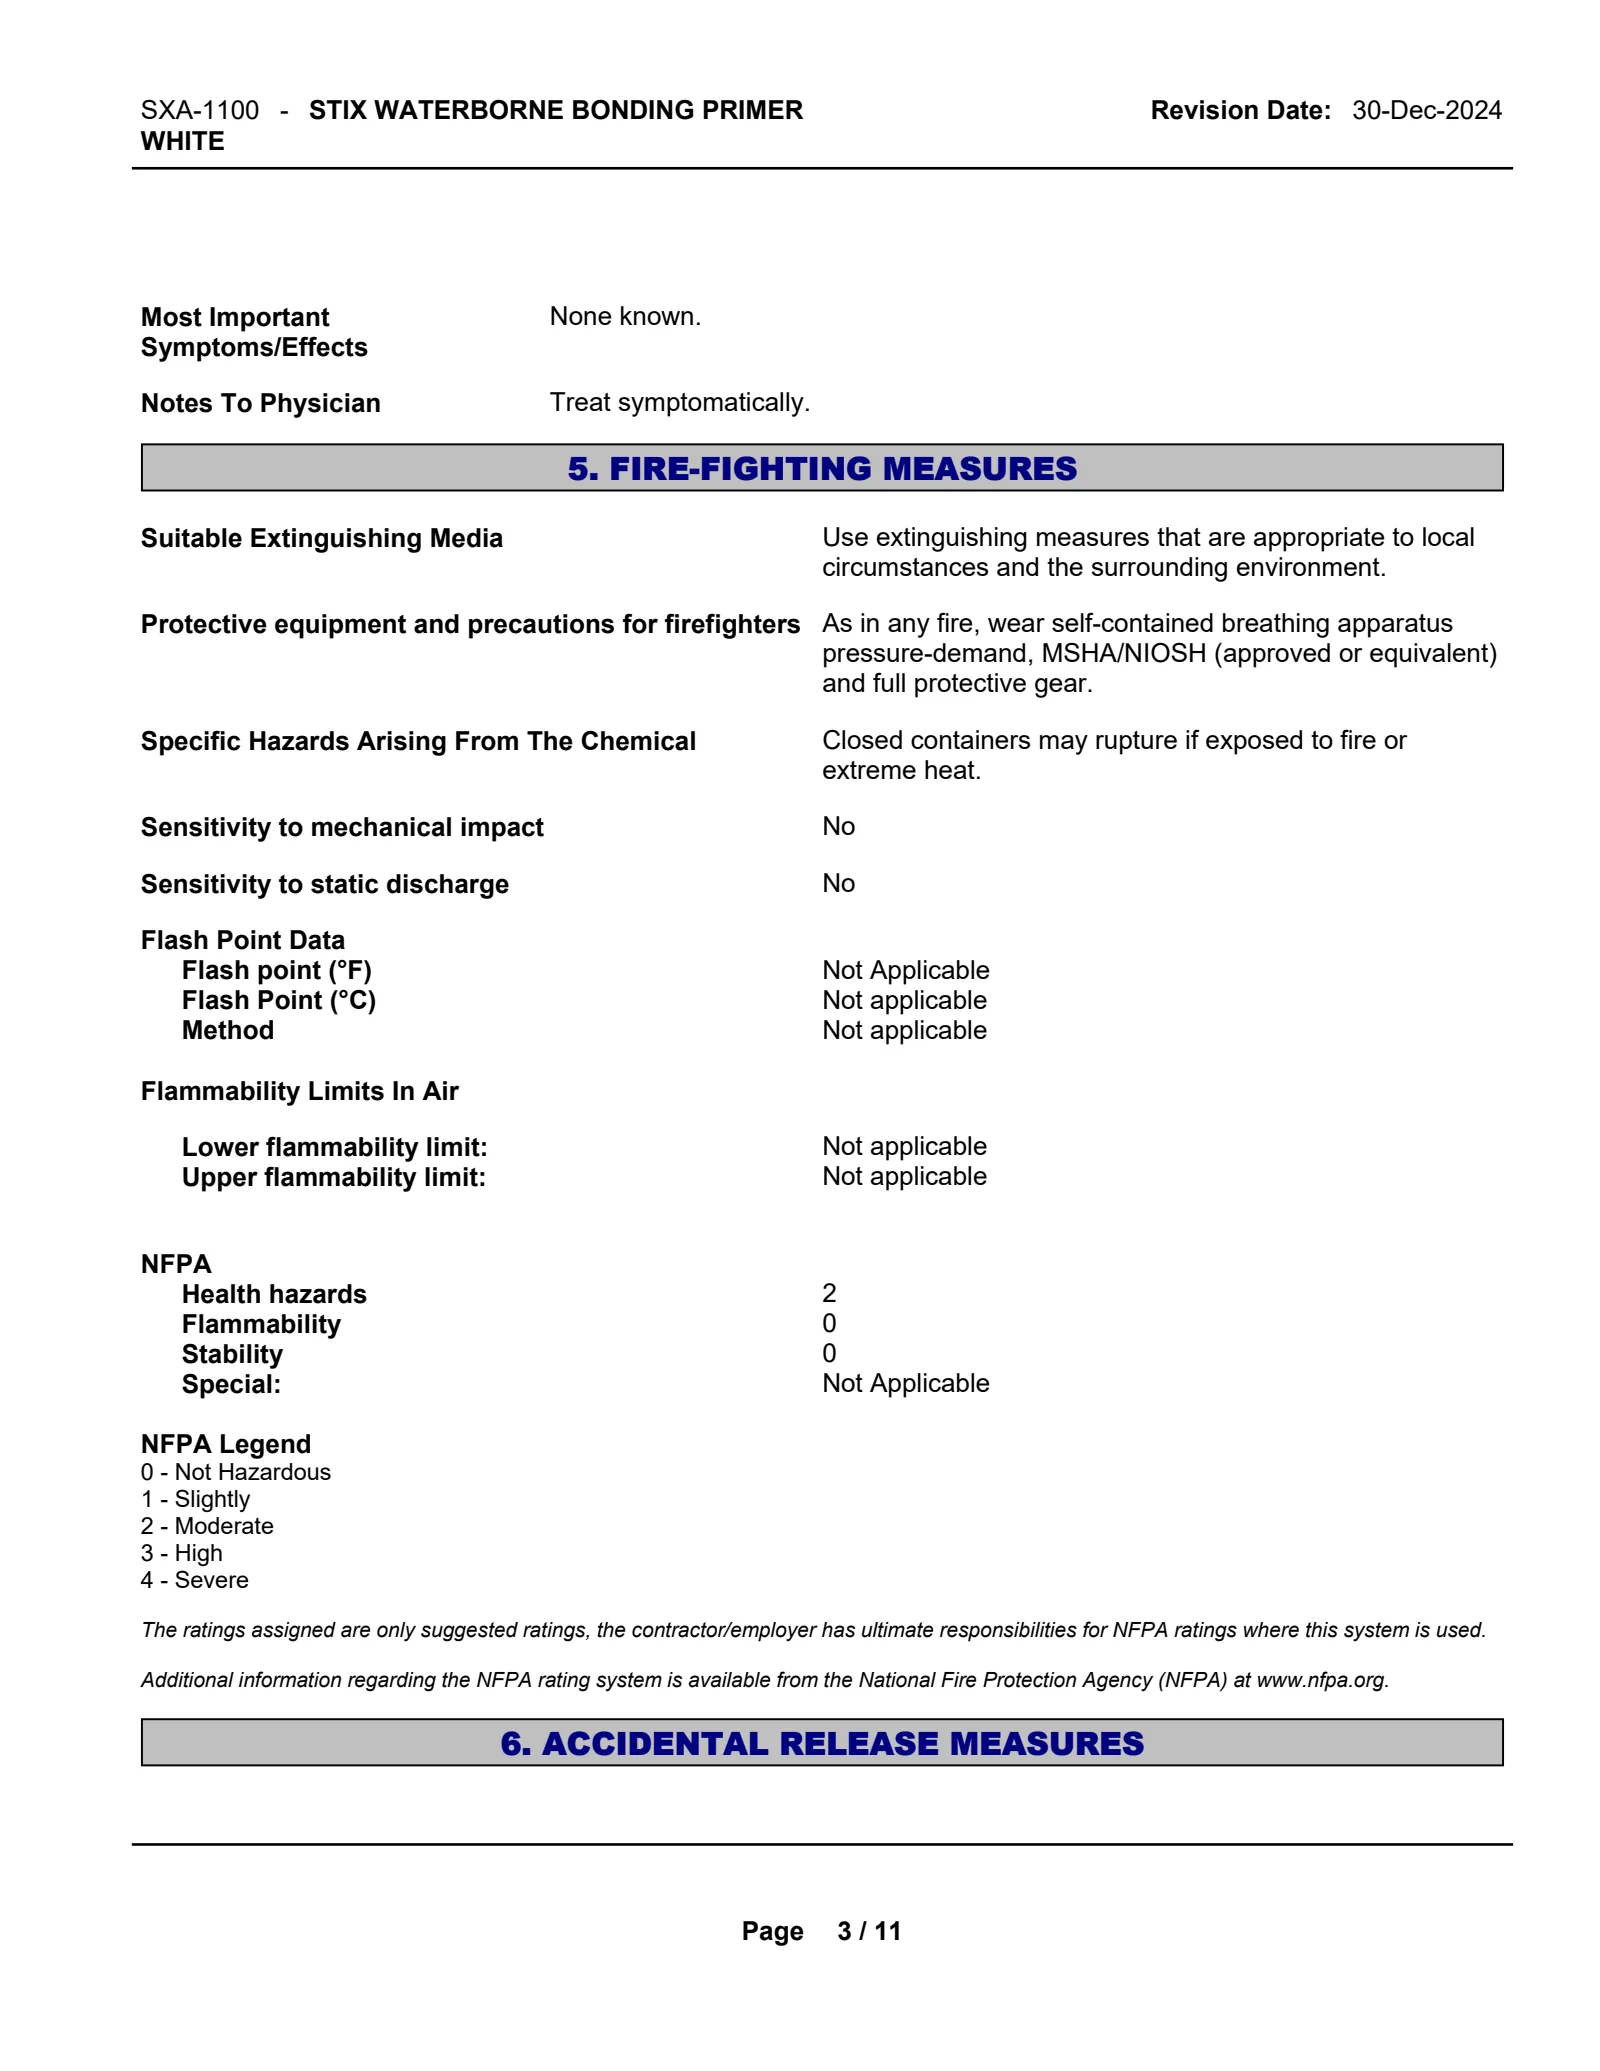 SXA-1100 - STIX WATERBORNE BONDING PRIMER WHITE
Revision Date: 30-Dec-2024
Most Important Symptoms/Effects
None known.
Notes To Physician
Treat symptomatically.
5. FIRE-FIGHTING MEASURES
Suitable Extinguishing Media
Use extinguishing measures that are appropriate to local
circumstances and the surrounding environment.
Protective equipment and precautions for firefighters
As in any fire, wear self-contained breathing apparatus
pressure-demand, MSHA/NIOSH (approved or equivalent)
and full protective gear.
Specific Hazards Arising From The Chemical
Closed containers may rupture if exposed to fire or
extreme heat.
Sensitivity to mechanical impact No
Sensitivity to static discharge No
Flash Point Data
Flash point (°F) Not Applicable
Flash Point (°C) Not applicable
Method Not applicable
Flammability Limits In Air
Lower flammability limit: Not applicable
Upper flammability limit: Not applicable
NFPA
Health hazards 2
Flammability 0
Stability 0
Special: Not Applicable
NFPA Legend
0 - Not Hazardous
1 - Slightly
2 - Moderate
3 - High
4 - Severe
The ratings assigned are only suggested ratings, the contractor/employer has ultimate responsibilities for NFPA ratings where this system is used.
Additional information regarding the NFPA rating system is available from the National Fire Protection Agency (NFPA) at www.nfpa.org.
6. ACCIDENTAL RELEASE MEASURES
Page 3 / 11